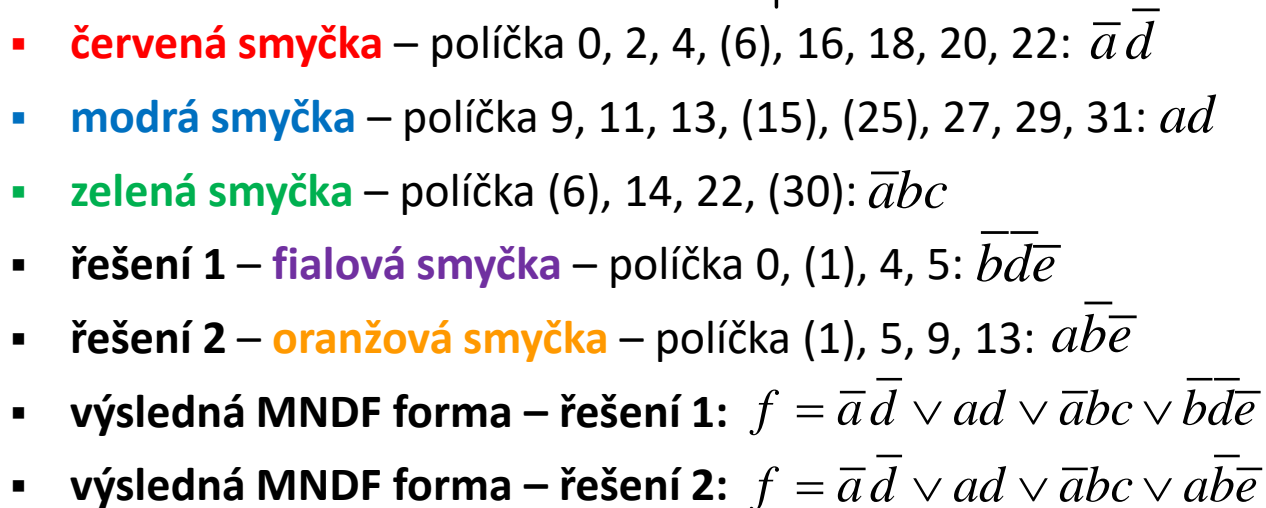 ▪ červená smyčka – políčka 0, 2, 4, (6), 16, 18, 20, 22: a̅ d̅
▪ modrá smyčka – políčka 9, 11, 13, (15), (25), 27, 29, 31: ad
▪ zelená smyčka – políčka (6), 14, 22, (30): a̅bc
▪ řešení 1 – fialová smyčka – políčka 0, (1), 4, 5: b̅d̅e̅
▪ řešení 2 – oranžová smyčka – políčka (1), 5, 9, 13: ab̅e̅
▪ výsledná MNDF forma – řešení 1: f = a̅ d̅ ∨ ad ∨ a̅bc ∨ b̅d̅e̅
▪ výsledná MNDF forma – řešení 2: f = a̅ d̅ ∨ ad ∨ a̅bc ∨ ab̅e̅